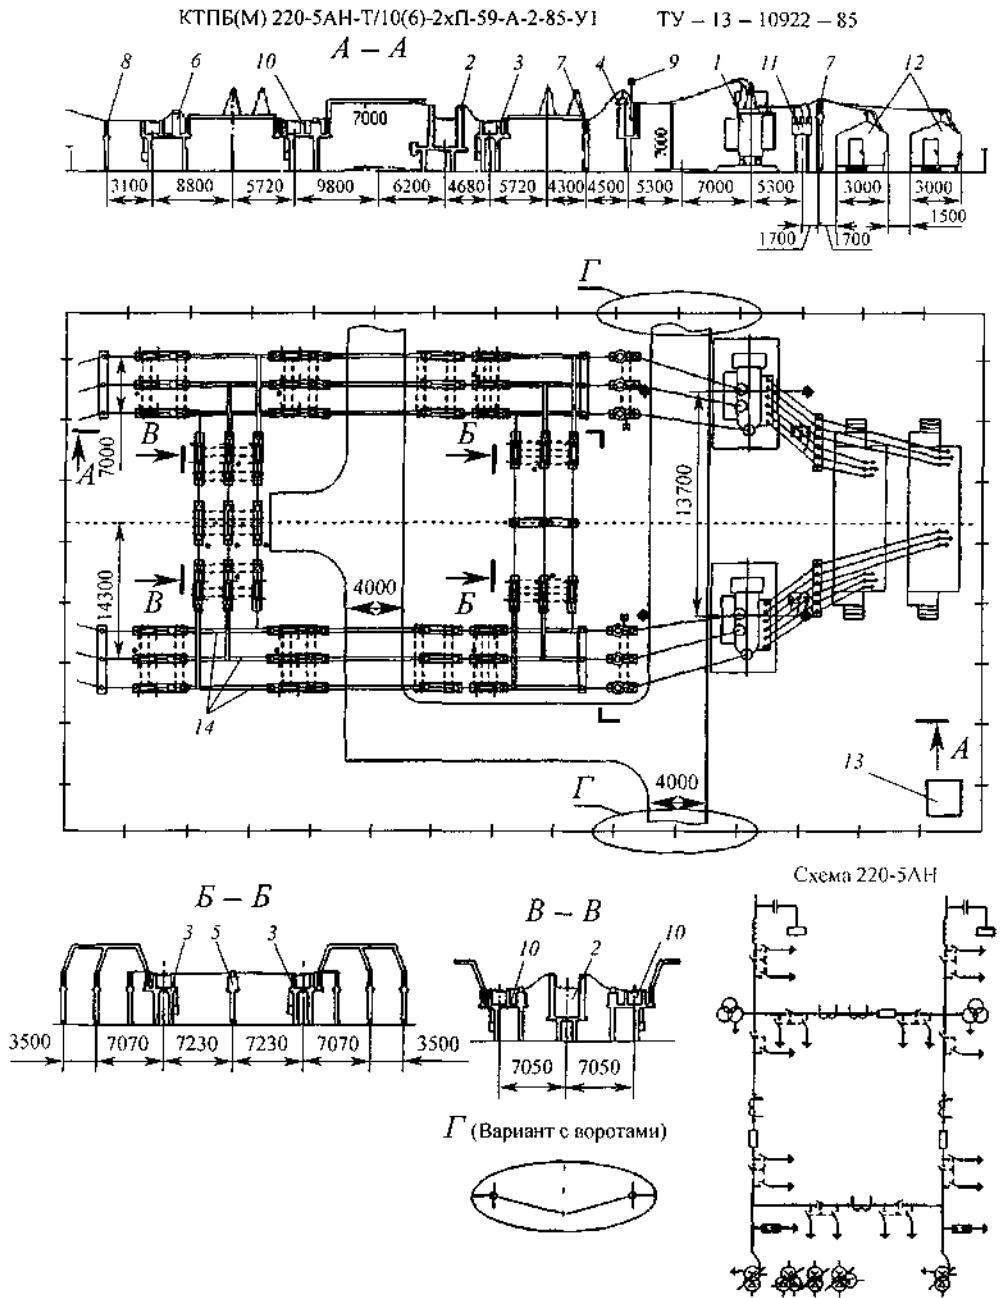 КТПБ(М) 220-5АН-Т/10(6)-2хП-59-А-2-85-У1 ТУ – 13 – 10922 – 85
А – А
8 6 10 2 3 7 4 9 1 11 7 12
7000
7000
3100 8800 5720 9800 6200 4680 5720 4300 4500 5300 7000 5300 3000 3000
1700 1700 1500
Г
В Б
А 7000
13700
14300
В 4000 Б
14
А
13
Г 4000
Схема 220-5АН
Б – Б
В – В
3 5 3
10 2 10
3500 7070 7230 7230 7070 3500
7050 7050
Г (Вариант с воротами)